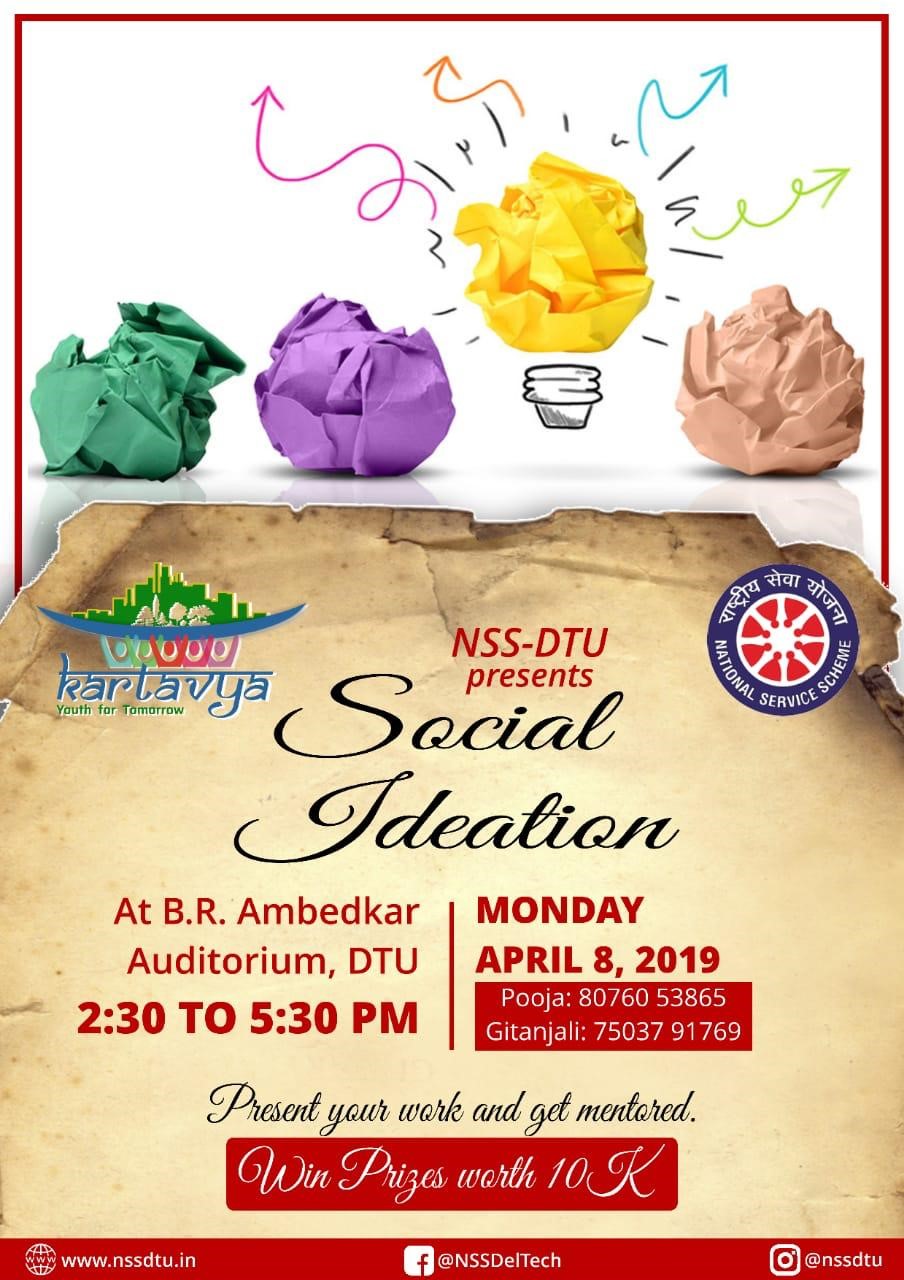 राष्ट्रीय सेवा योजना
NATIONAL SERVICE SCHEME
kartavya
Youth for Tomorrow
NSS-DTU
presents
Social
Ideation
At B.R. Ambedkar
Auditorium, DTU
2:30 TO 5:30 PM
MONDAY
APRIL 8, 2019
Pooja: 80760 53865
Gitanjali: 75037 91769
Present your work and get mentored.
Win Prizes worth 10K
www.nssdtu.in
@NSSDelTech
@nssdtu